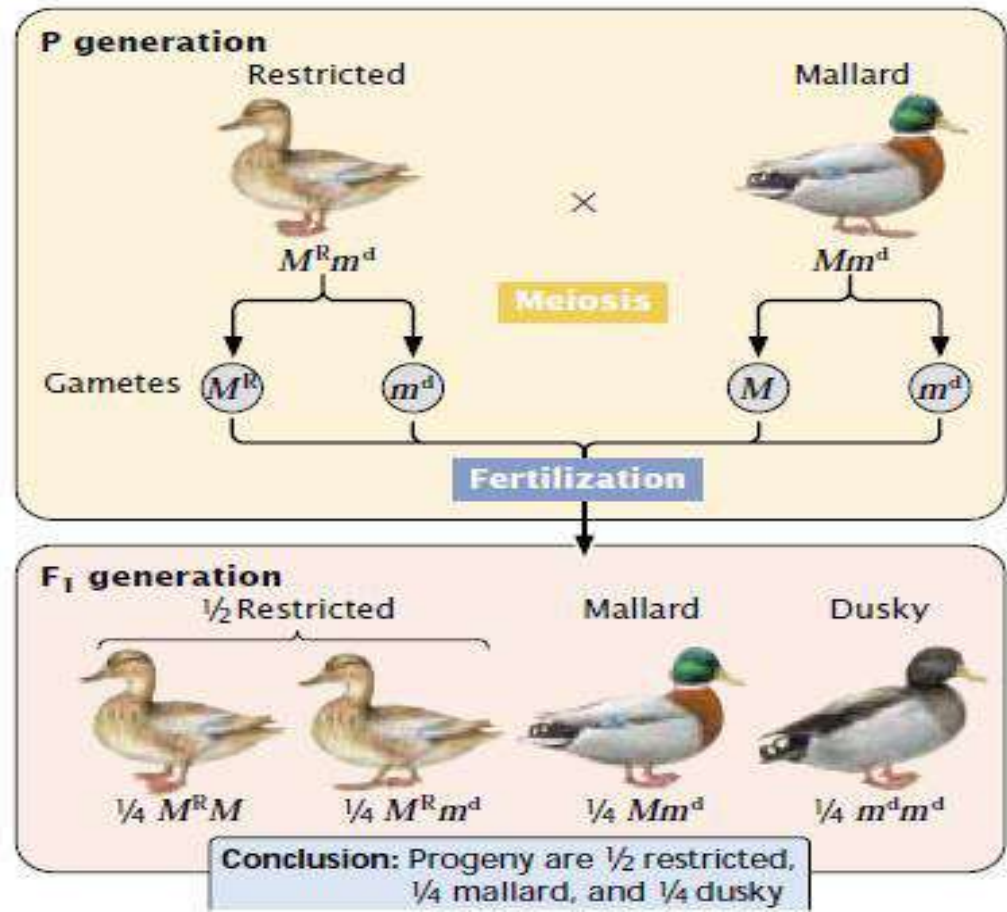 P generation
Restricted Mallard
×
Mᴿmᵈ Mmᵈ
Meiosis
Gametes Mᴿ mᵈ M mᵈ
Fertilization
F₁ generation
½ Restricted Mallard Dusky
¼ MᴿM ¼ Mᴿmᵈ ¼ Mmᵈ ¼ mᵈmᵈ
Conclusion: Progeny are ½ restricted,
¼ mallard, and ¼ dusky